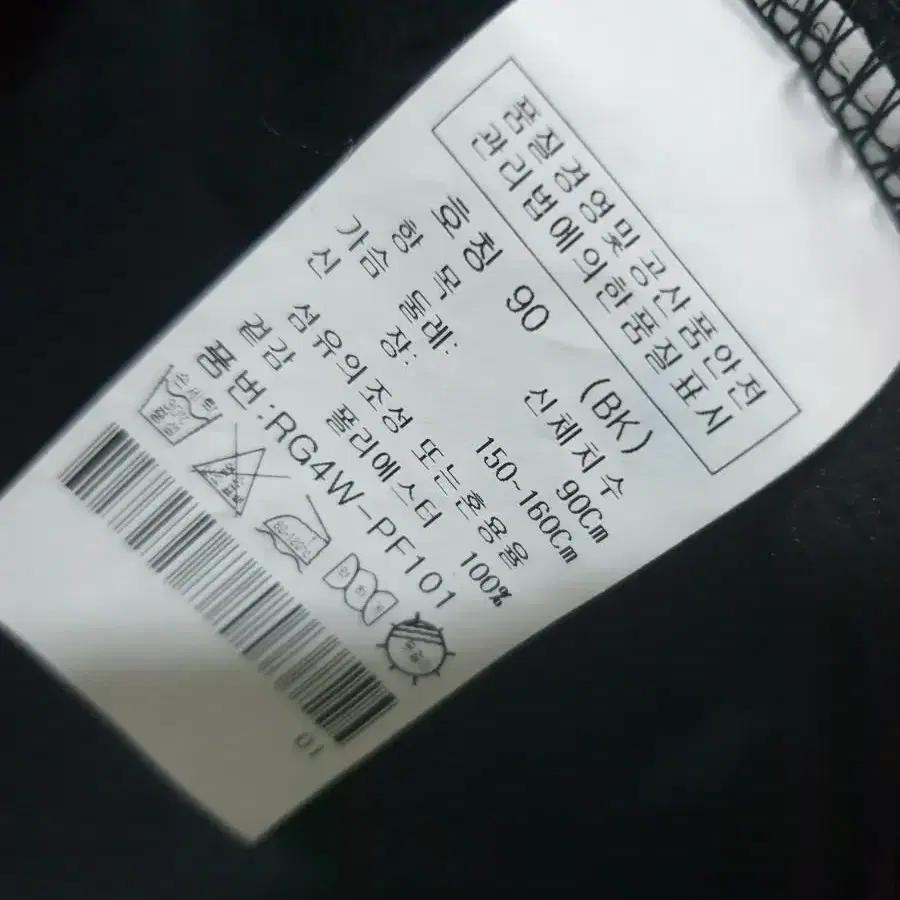 품질경영및공산품안전
관리법에의한품질표시
호칭 90 (BK)
항목 신체치수
가슴둘레: 90Cm
신장: 150~160Cm
섬유의조성 또는혼용율
겉감 폴리에스터 100%
품번:RG4W-PF101
01